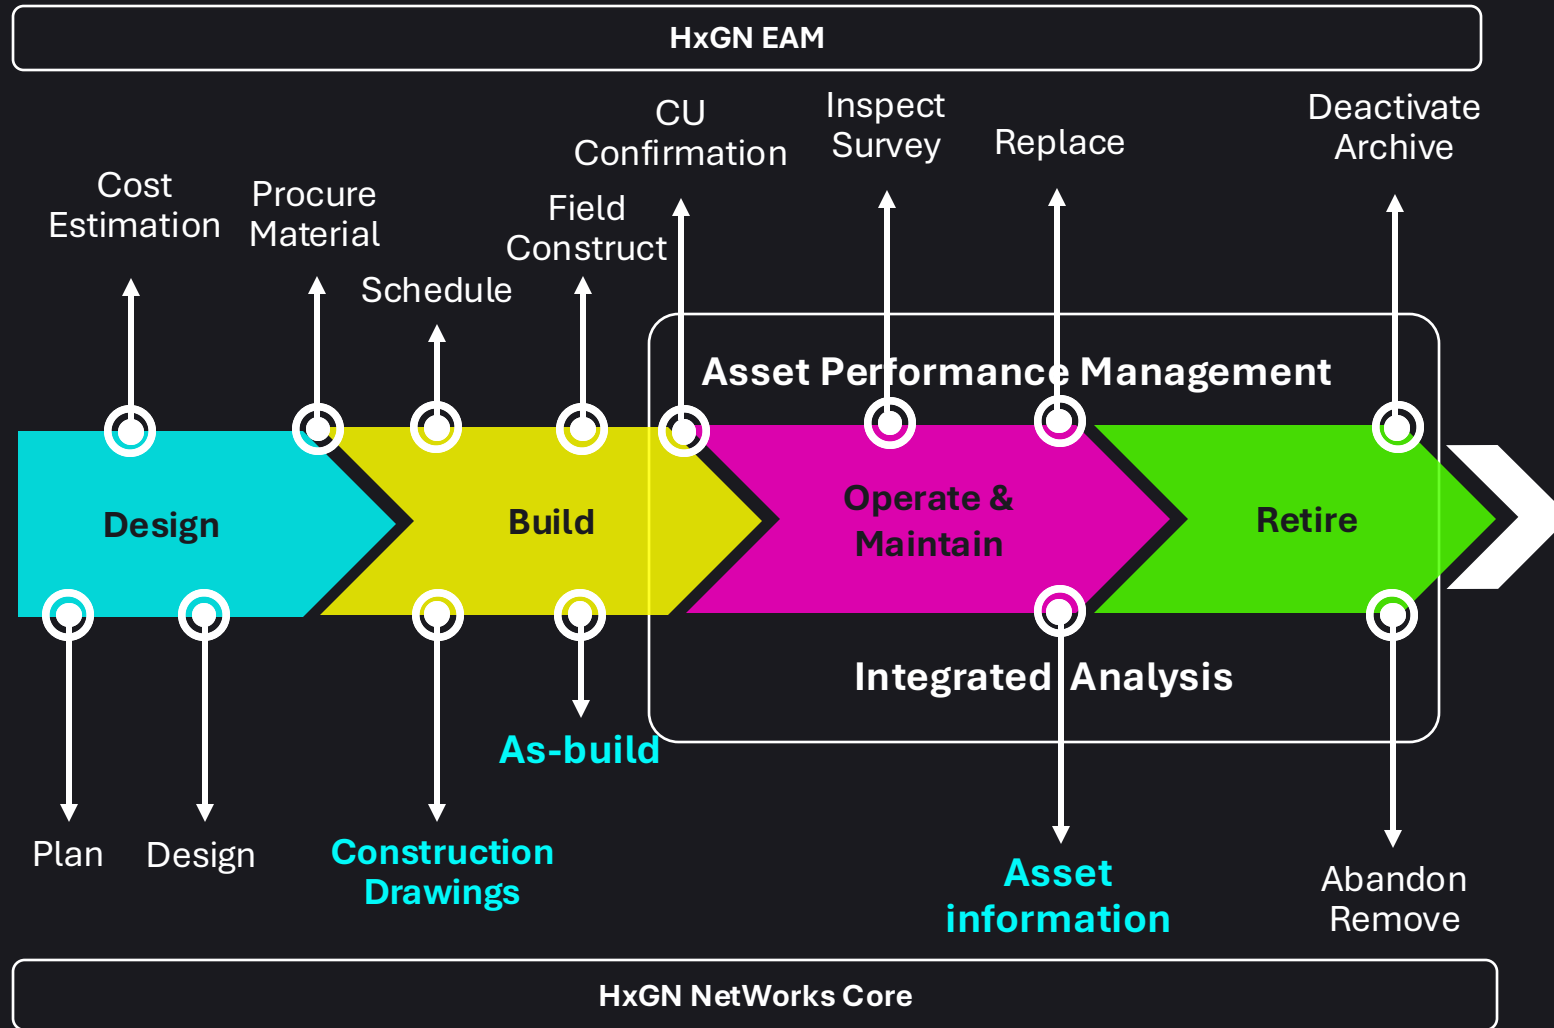 HxGN EAM
Cost
Estimation
Procure
Material
Schedule
Field
Construct
CU
Confirmation
Inspect
Survey
Replace
Deactivate
Archive
Asset Performance Management
Design
Build
Operate &
Maintain
Retire
Integrated Analysis
Plan
Design
Construction
Drawings
As-build
Asset
information
Abandon
Remove
HxGN NetWorks Core